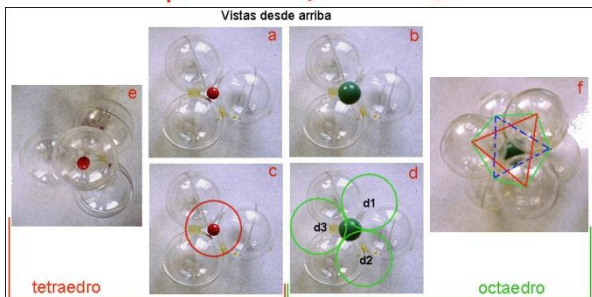 Vistas desde arriba
a
b
e
f
c
d
d1
d3
d2
tetraedro
octaedro